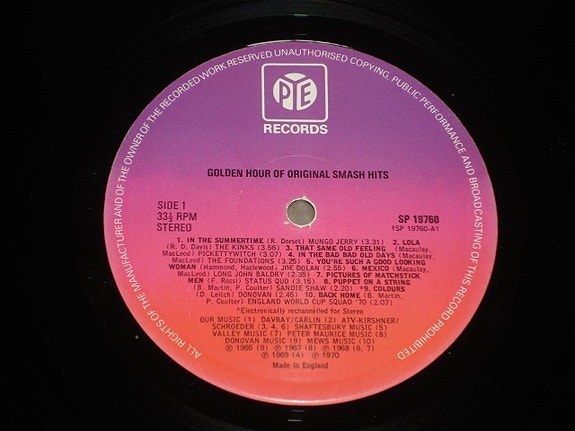 ALL RIGHTS OF THE MANUFACTURER AND OF THE OWNER OF THE RECORDED WORK RESERVED UNAUTHORISED COPYING, PUBLIC PERFORMANCE AND BROADCASTING OF THIS RECORD PROHIBITED
PYE
RECORDS
GOLDEN HOUR OF ORIGINAL SMASH HITS
SIDE 1
33⅓ RPM
STEREO
SP 19760
1SP 19760-A1
1. IN THE SUMMERTIME (R. Dorset) MUNGO JERRY (3.31) 2. LOLA
(R. D. Davis) THE KINKS (3.56) 3. THAT SAME OLD FEELING (Macaulay,
MacLeod) PICKETTYWITCH (3.07) 4. IN THE BAD BAD OLD DAYS (Macaulay,
MacLeod) THE FOUNDATIONS (3.25) 5. YOU'RE SUCH A GOOD LOOKING
WOMAN (Hammond, Hazlewood) JOE DOLAN (2.55) 6. MEXICO (Macaulay,
MacLeod) LONG JOHN BALDRY (2.35) 7. PICTURES OF MATCHSTICK
MEN (F. Rossi) STATUS QUO (3.15) 8. PUPPET ON A STRING
(B. Martin, P. Coulter) SANDIE SHAW (2.20) *9. COLOURS
(D. Leitch) DONOVAN (2.45) 10. BACK HOME (B. Martin,
P. Coulter) ENGLAND WORLD CUP SQUAD '70 (2.07)
*Electronically rechannelled for Stereo
OUR MUSIC (1) DAVRAY/CARLIN (2) ATV-KIRSHNER/
SCHROEDER (3, 4, 6) SHAFTESBURY MUSIC (5)
VALLEY MUSIC (7) PETER MAURICE MUSIC (8)
DONOVAN MUSIC (9) MEWS MUSIC (10)
℗ 1965 (9) ℗ 1967 (8) ℗ 1968 (6, 7)
℗ 1969 (4) ℗ 1970
Made in England